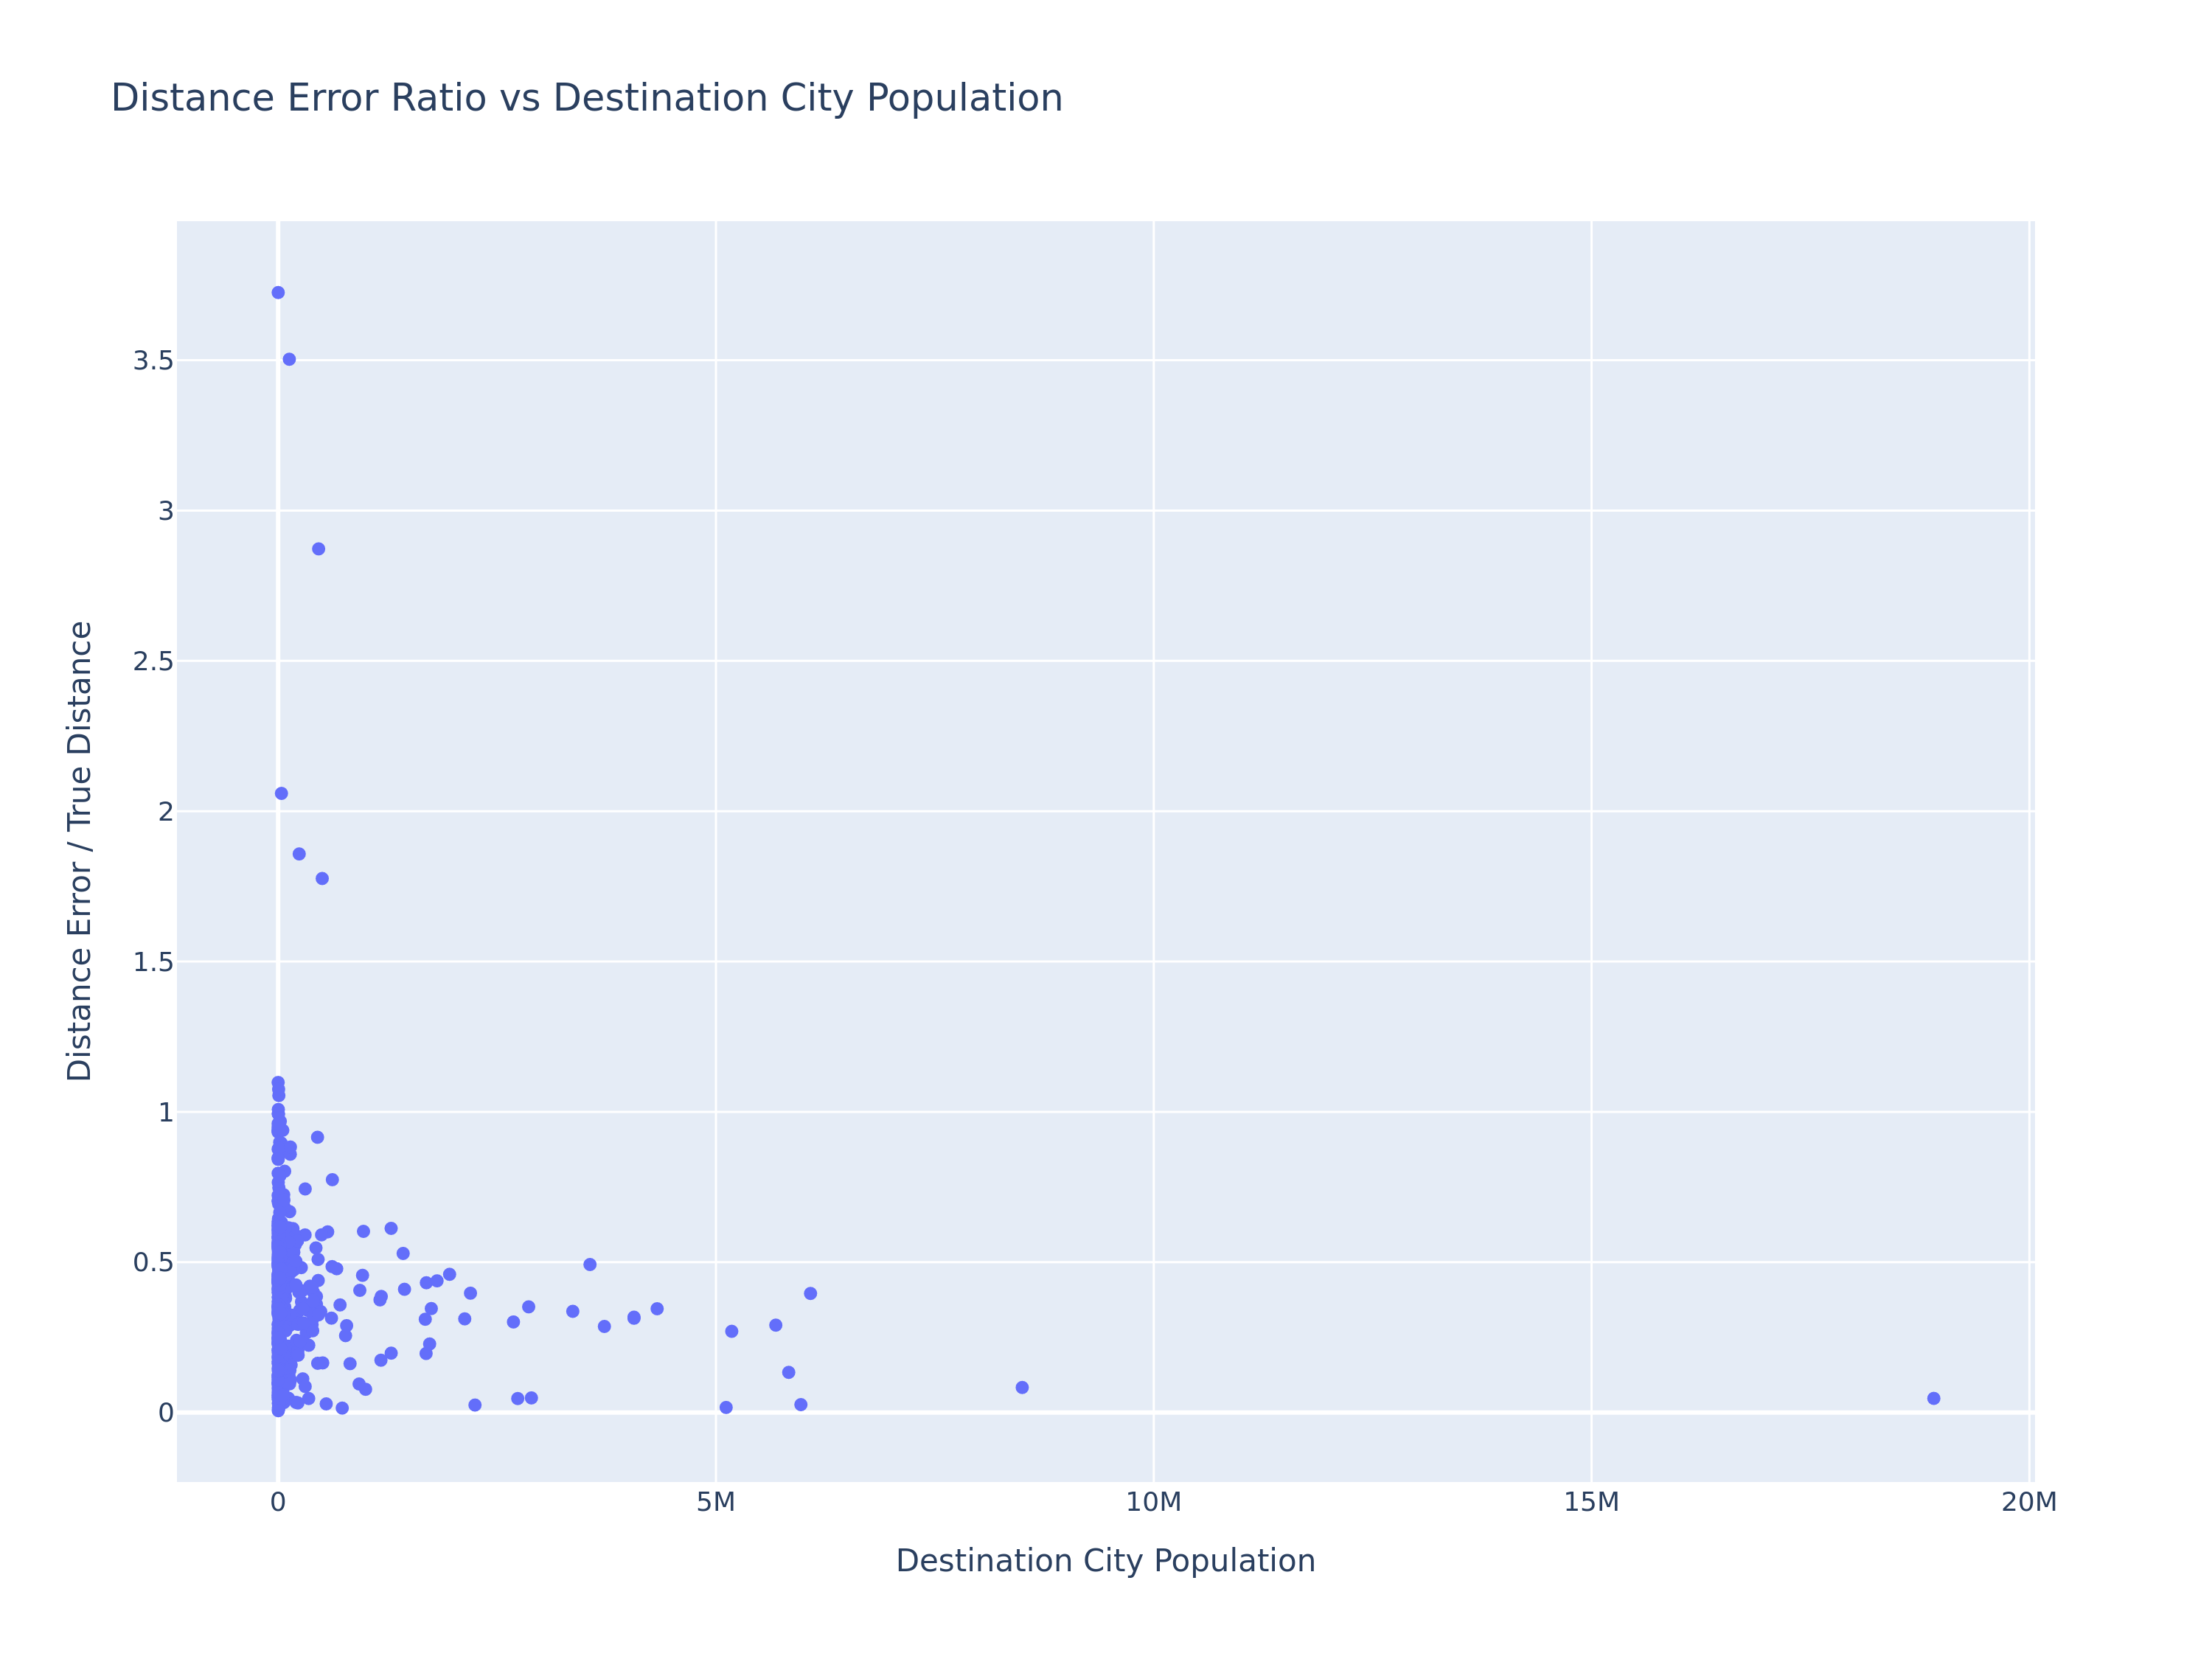 Distance Error Ratio vs Destination City Population
Distance Error / True Distance
3.5
3
2.5
2
1.5
1
0.5
0
0
5M
10M
15M
20M
Destination City Population